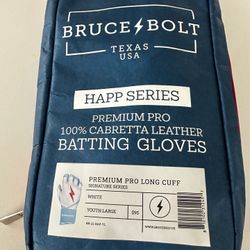 BRUCE BOLT
TEXAS
USA
HAPP SERIES
PREMIUM PRO
100% CABRETTA LEATHER
BATTING GLOVES
PREMIUM PRO LONG CUFF
SIGNATURE SERIES
WHITE
YOUTH LARGE $95